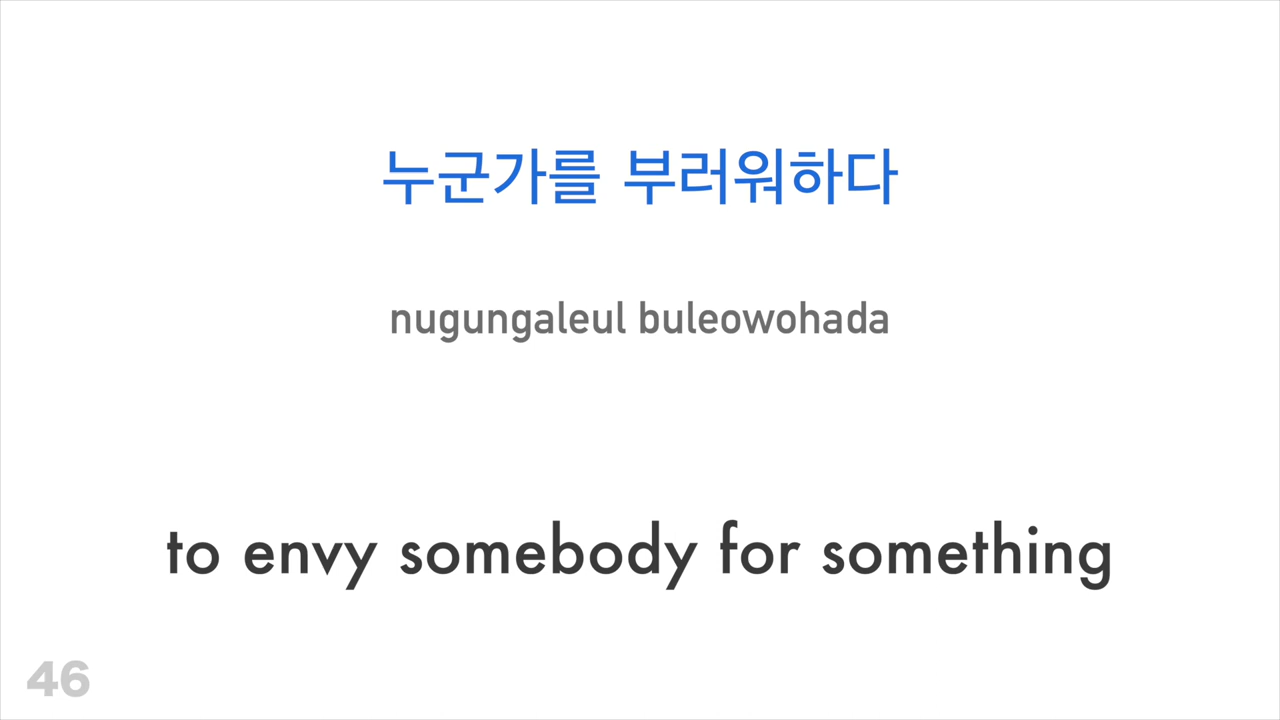 누군가를 부러워하다
nugungaleul buleowohada
to envy somebody for something
46